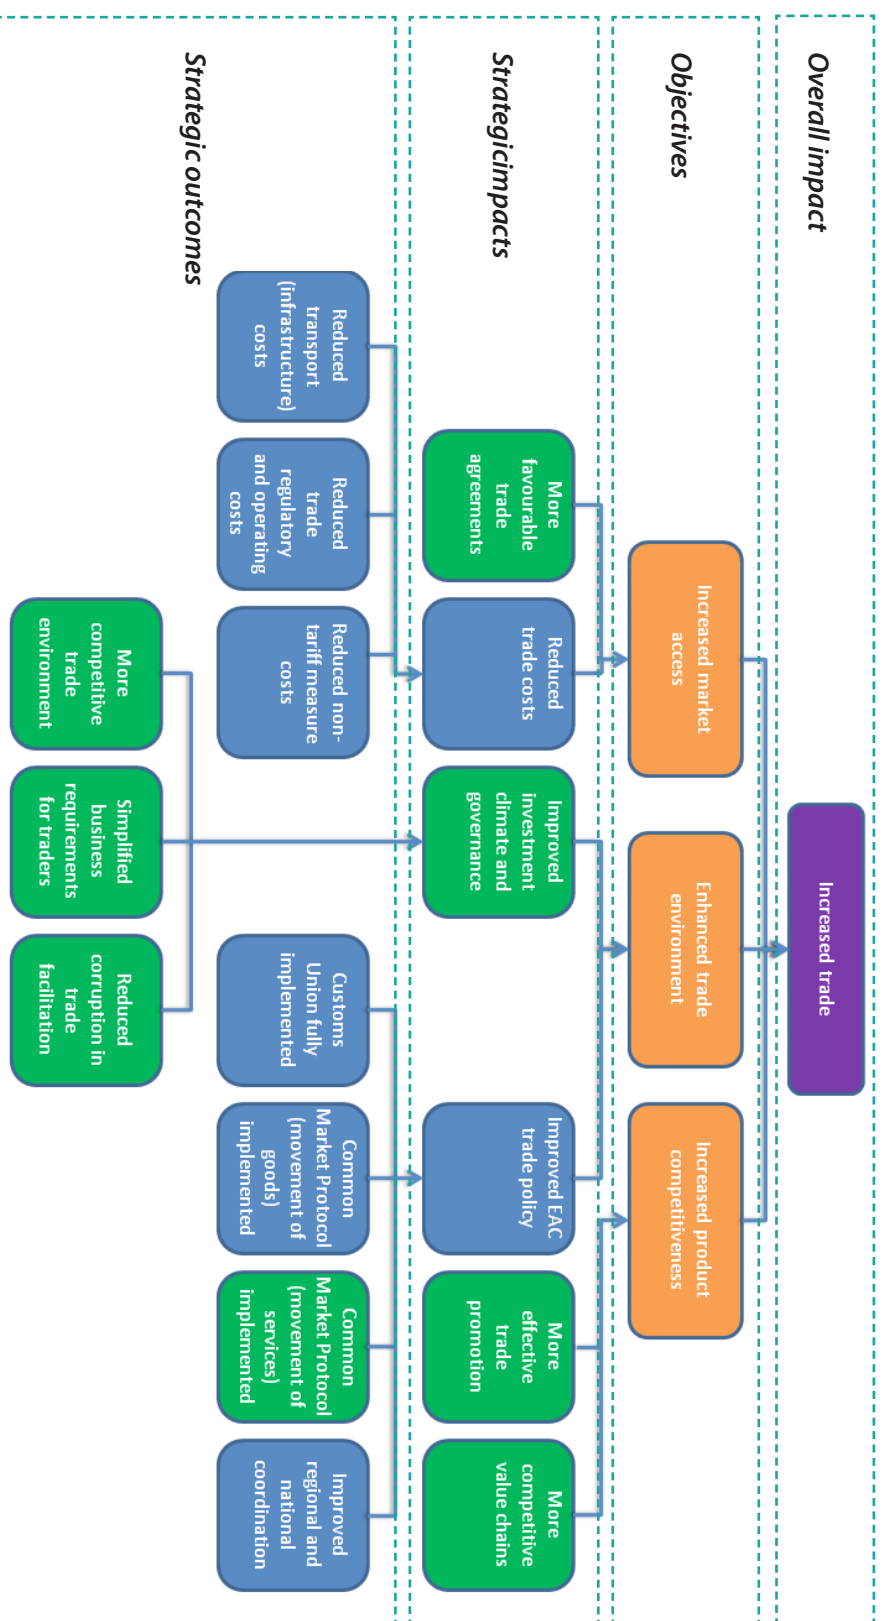 Overall impact
Increased trade
Objectives
Increased market
access
Enhanced trade
environment
Increased product
competitiveness
Strategicimpacts
More
favourable
trade
agreements
Reduced
trade costs
Improved
investment
climate and
governance
Improved EAC
trade policy
More
effective
trade
promotion
More
competitive
value chains
Strategic outcomes
Reduced
transport
(infrastructure)
costs
Reduced
trade
regulatory
and operating
costs
Reduced non-
tariff measure
costs
Customs
Union fully
implemented
Common
Market Protocol
(movement of
goods)
implemented
Common
Market Protocol
(movement of
services)
implemented
Improved
regional and
national
coordination
More
competitive
trade
environment
Simplified
business
requirements
for traders
Reduced
corruption in
trade
facilitation